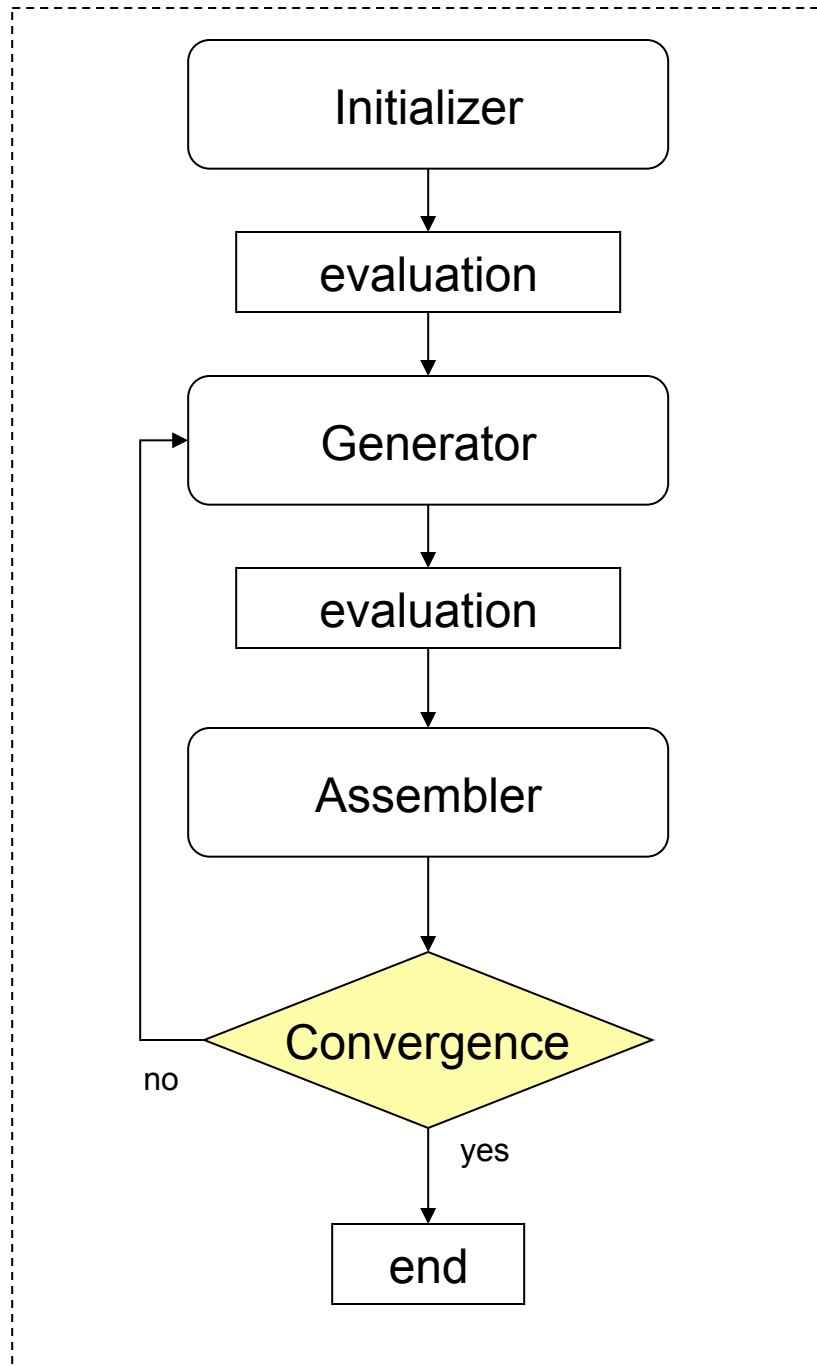 Initializer
evaluation
Generator
evaluation
Assembler
Convergence
no
yes
end